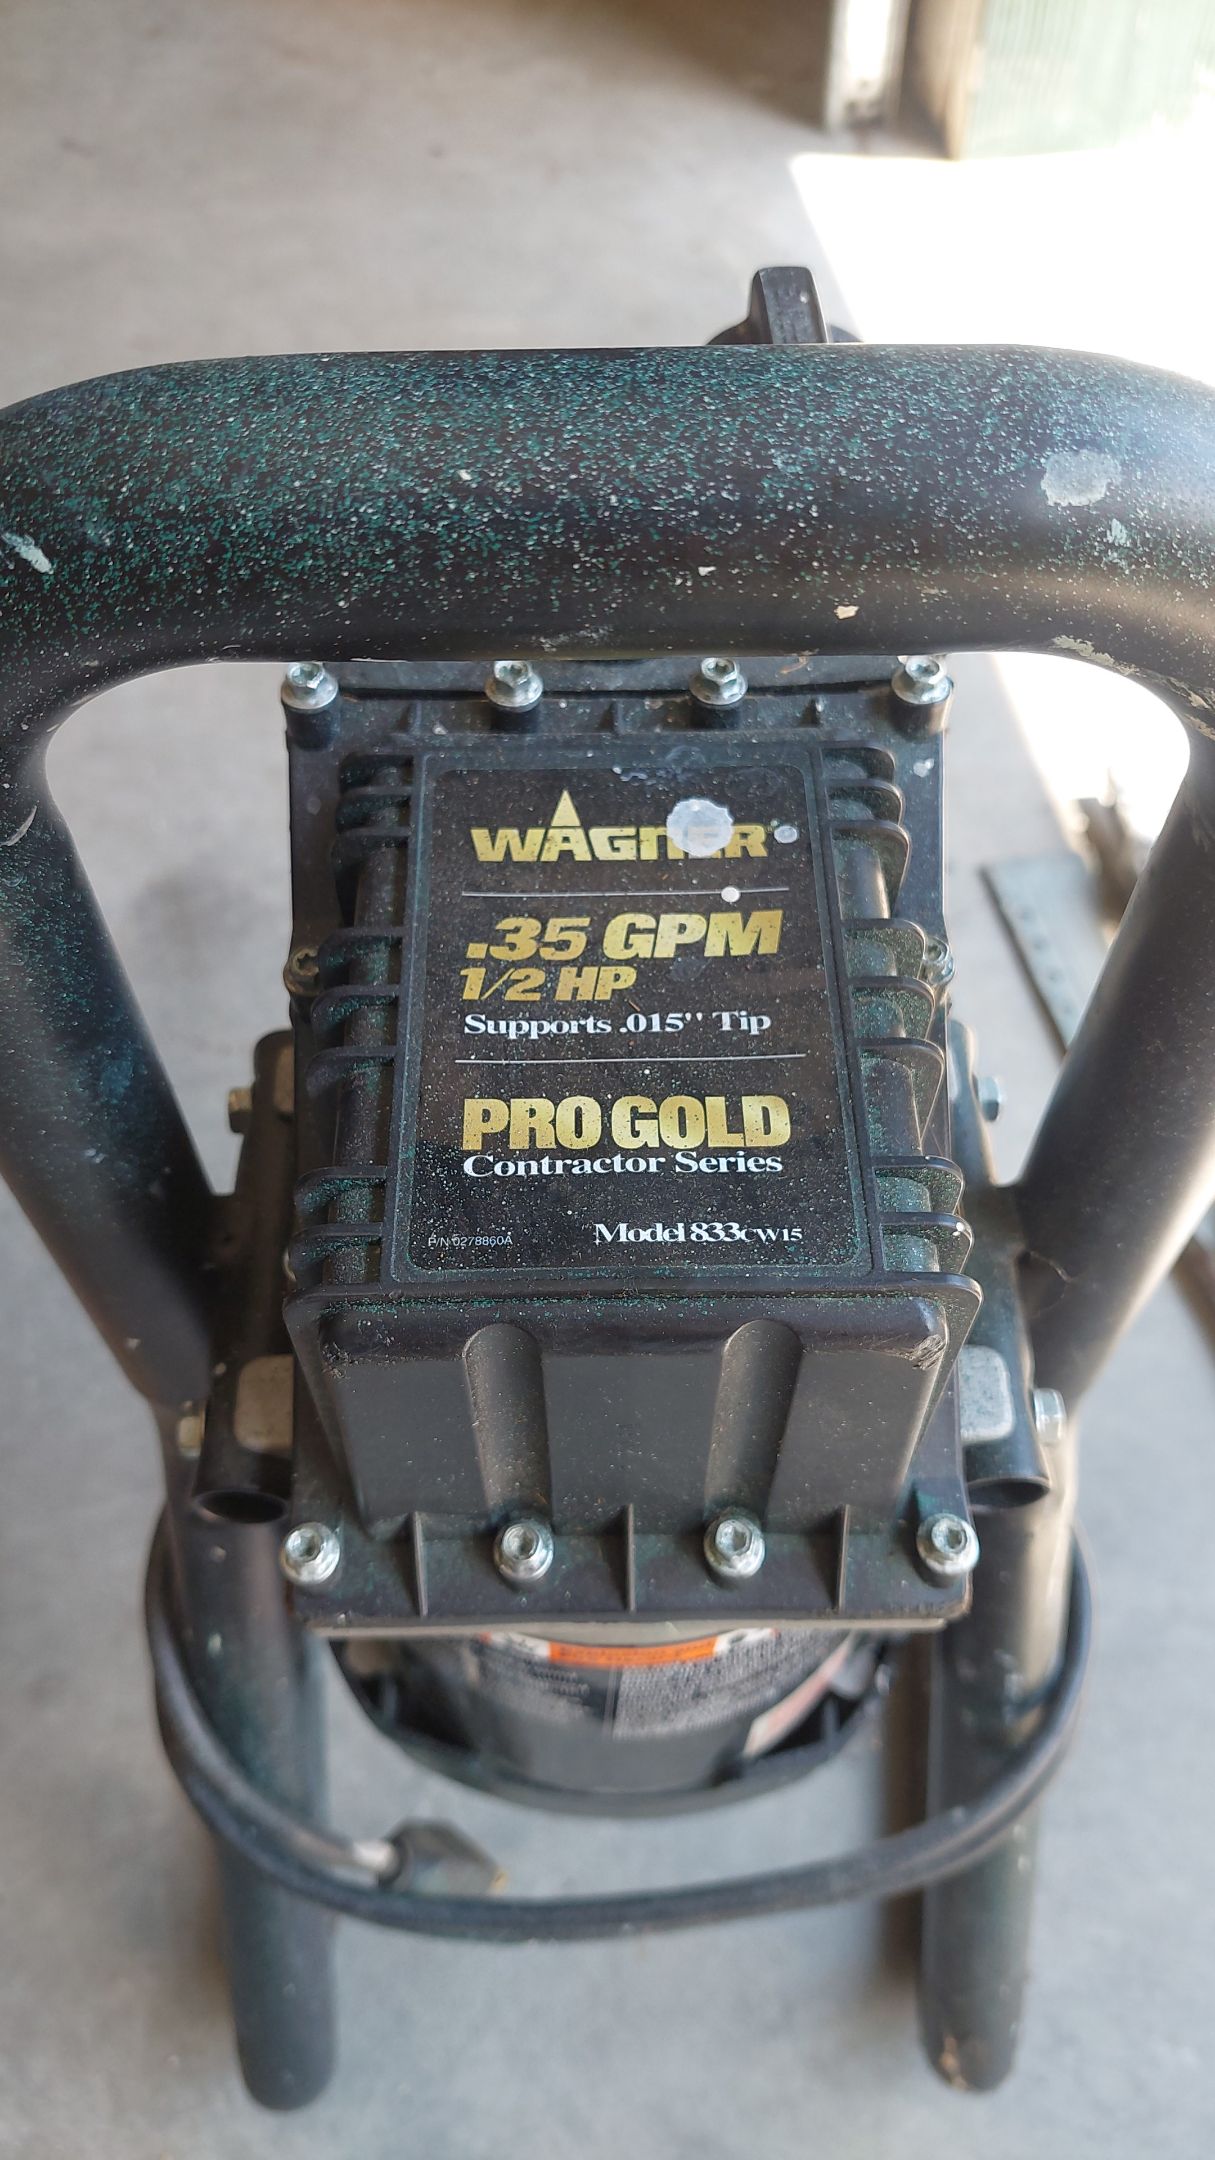 WAGNER
.35 GPM
1/2 HP
Supports .015" Tip
PRO GOLD
Contractor Series
Model 833CW15
P/N 0278860A